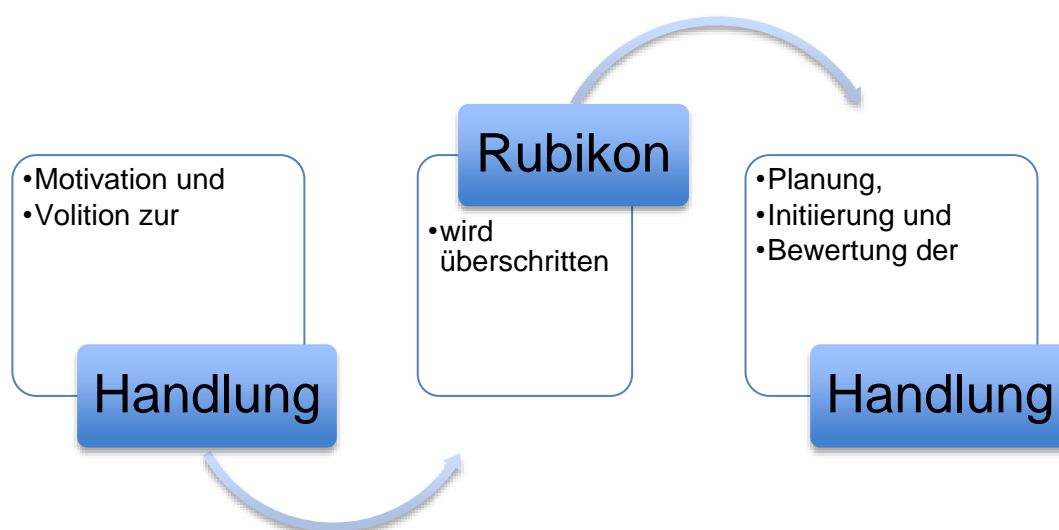 •Motivation und
•Volition zur
Handlung
Rubikon
•wird
überschritten
•Planung,
•Initiierung und
•Bewertung der
Handlung